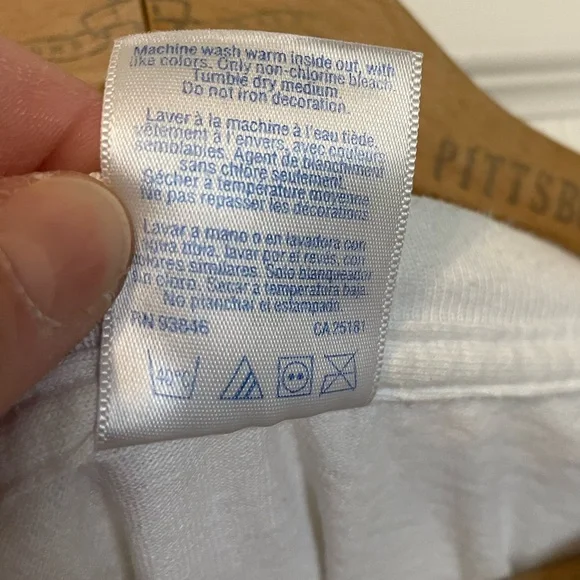 Machine wash warm inside out, with
like colors. Only non-chlorine bleach.
Tumble dry medium.
Do not iron decoration.
Laver à la machine à l'eau tiède,
vêtement à l'envers, avec couleurs
semblables. Agent de blanchiment
sans chlore seulement.
Sécher à température moyenne
Ne pas repasser les décorations
Lavar a mano o en lavadora con
agua tibia, lavar por el reves, con
colores similares. Solo blanqueador
sin cloro. Secar a temperatura baja.
No planchar el estampado
RN 93846 CA 25181
40°C
PITTSB